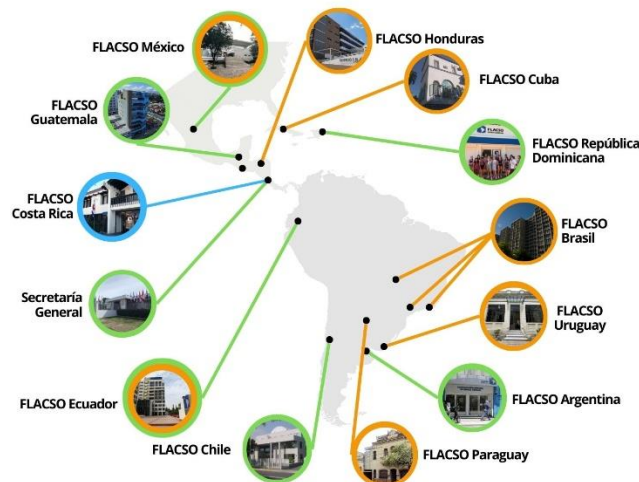 FLACSO México
FLACSO Honduras
FLACSO Cuba
FLACSO
Guatemala
FLACSO República
Dominicana
FLACSO
Costa Rica
FLACSO
Brasil
Secretaría
General
FLACSO
Uruguay
FLACSO Ecuador
FLACSO Argentina
FLACSO Chile
FLACSO Paraguay